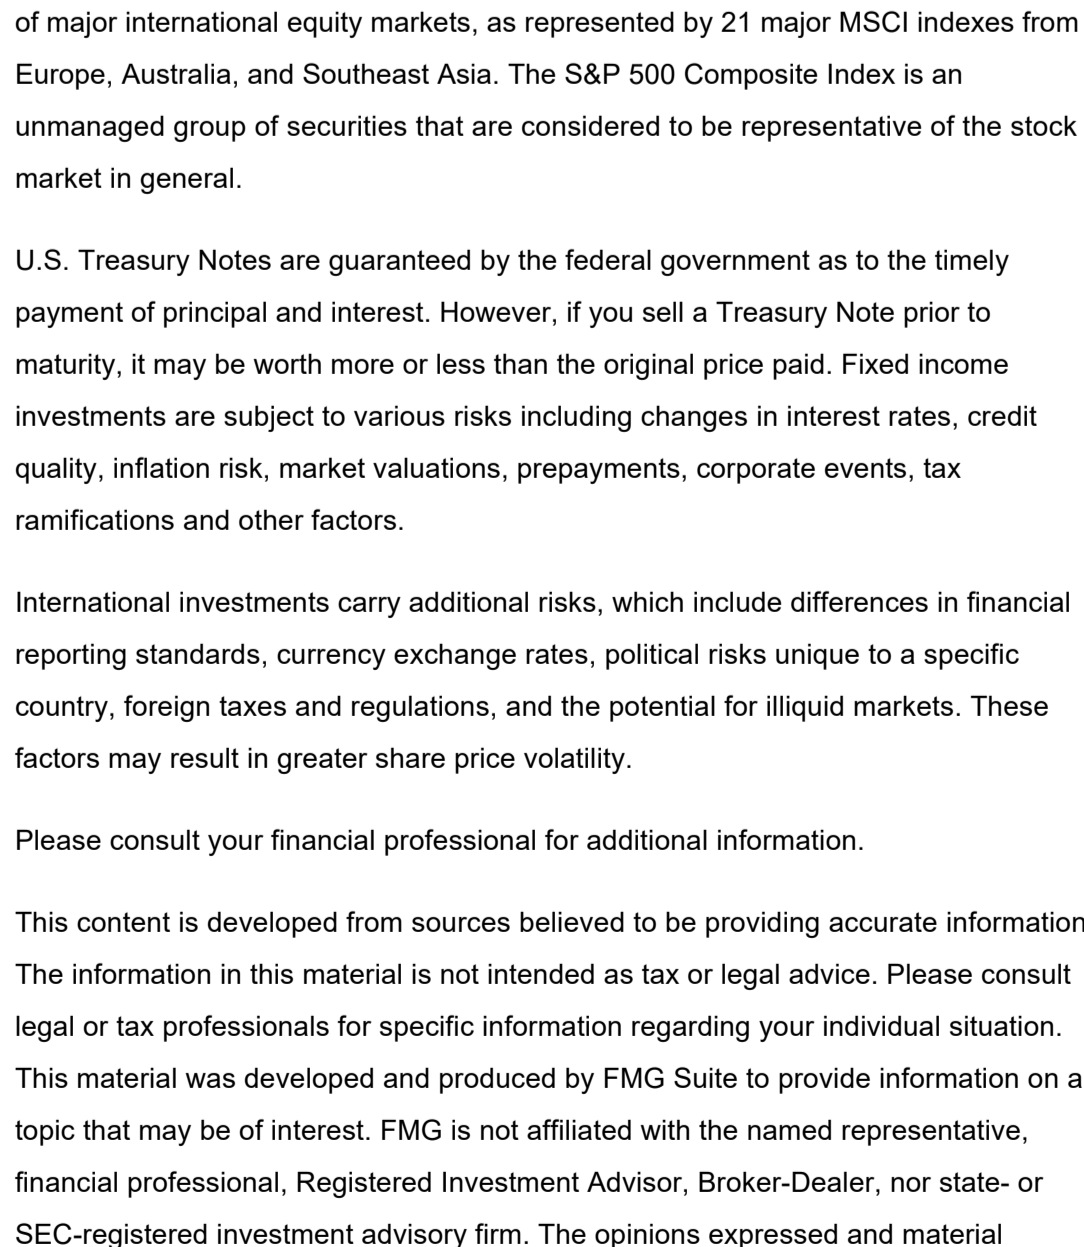 of major international equity markets, as represented by 21 major MSCI indexes from
Europe, Australia, and Southeast Asia. The S&P 500 Composite Index is an
unmanaged group of securities that are considered to be representative of the stock
market in general.
U.S. Treasury Notes are guaranteed by the federal government as to the timely
payment of principal and interest. However, if you sell a Treasury Note prior to
maturity, it may be worth more or less than the original price paid. Fixed income
investments are subject to various risks including changes in interest rates, credit
quality, inflation risk, market valuations, prepayments, corporate events, tax
ramifications and other factors.
International investments carry additional risks, which include differences in financial
reporting standards, currency exchange rates, political risks unique to a specific
country, foreign taxes and regulations, and the potential for illiquid markets. These
factors may result in greater share price volatility.
Please consult your financial professional for additional information.
This content is developed from sources believed to be providing accurate information
The information in this material is not intended as tax or legal advice. Please consult
legal or tax professionals for specific information regarding your individual situation.
This material was developed and produced by FMG Suite to provide information on a
topic that may be of interest. FMG is not affiliated with the named representative,
financial professional, Registered Investment Advisor, Broker-Dealer, nor state- or
SEC-registered investment advisory firm. The opinions expressed and material